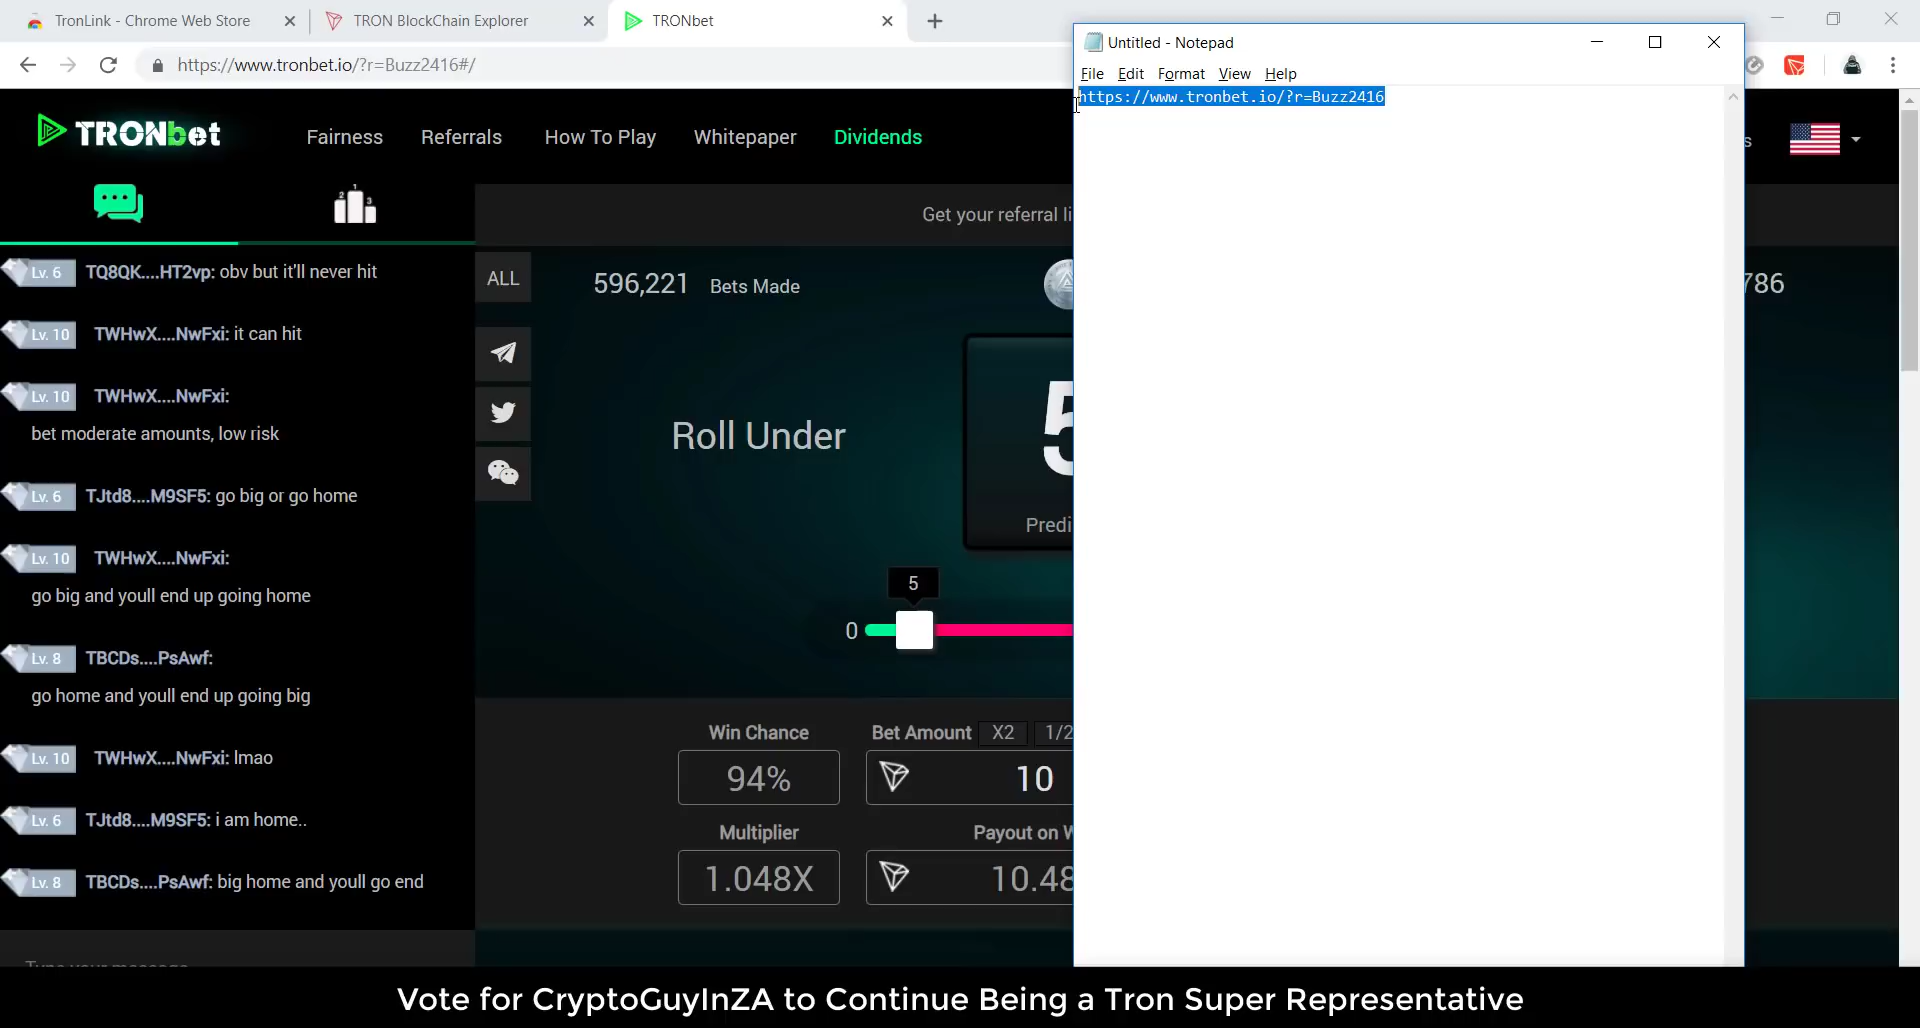 TronLink - Chrome Web Store
TRON BlockChain Explorer
TRONbet
https://www.tronbet.io/?r=Buzz2416#/
Untitled - Notepad
File Edit Format View Help
https://www.tronbet.io/?r=Buzz2416
TRONbet
Fairness Referrals How To Play Whitepaper Dividends
s
2 1 3
Get your referral li
Lv. 6 TQ8QK....HT2vp: obv but it'll never hit
Lv. 10 TWHwX....NwFxi: it can hit
Lv. 10 TWHwX....NwFxi:
bet moderate amounts, low risk
Lv. 6 TJtd8....M9SF5: go big or go home
Lv. 10 TWHwX....NwFxi:
go big and youll end up going home
Lv. 8 TBCDs....PsAwf:
go home and youll end up going big
Lv. 10 TWHwX....NwFxi: lmao
Lv. 6 TJtd8....M9SF5: i am home..
Lv. 8 TBCDs....PsAwf: big home and youll go end
ALL
596,221 Bets Made
786
Roll Under
5
Predi
5
0
Win Chance
94%
Bet Amount X2 1/2
10
Multiplier
1.048X
Payout on W
10.48
Vote for CryptoGuyInZA to Continue Being a Tron Super Representative